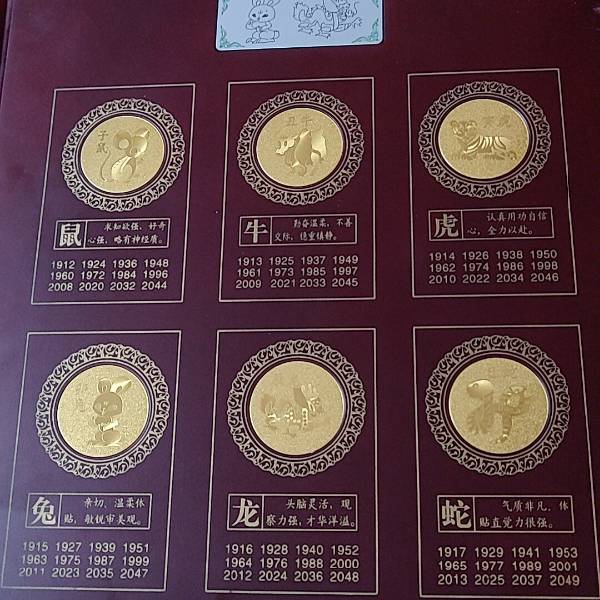 子鼠
丑牛
寅虎
鼠
求知欲强、好奇
心强,略有神经质。
1912 1924 1936 1948
1960 1972 1984 1996
2008 2020 2032 2044
牛
勤奋温柔,不善
交际,稳重慎静。
1913 1925 1937 1949
1961 1973 1985 1997
2009 2021 2033 2045
虎
认真用功自信
心,全力以处。
1914 1926 1938 1950
1962 1974 1986 1998
2010 2022 2034 2046
兔
亲切、温柔体
贴,敏锐审美观。
1915 1927 1939 1951
1963 1975 1987 1999
2011 2023 2035 2047
龙
头脑灵活,观
察力强,才华洋溢。
1916 1928 1940 1952
1964 1976 1988 2000
2012 2024 2036 2048
蛇
气质非凡、体
贴直觉力很强。
1917 1929 1941 1953
1965 1977 1989 2001
2013 2025 2037 2049